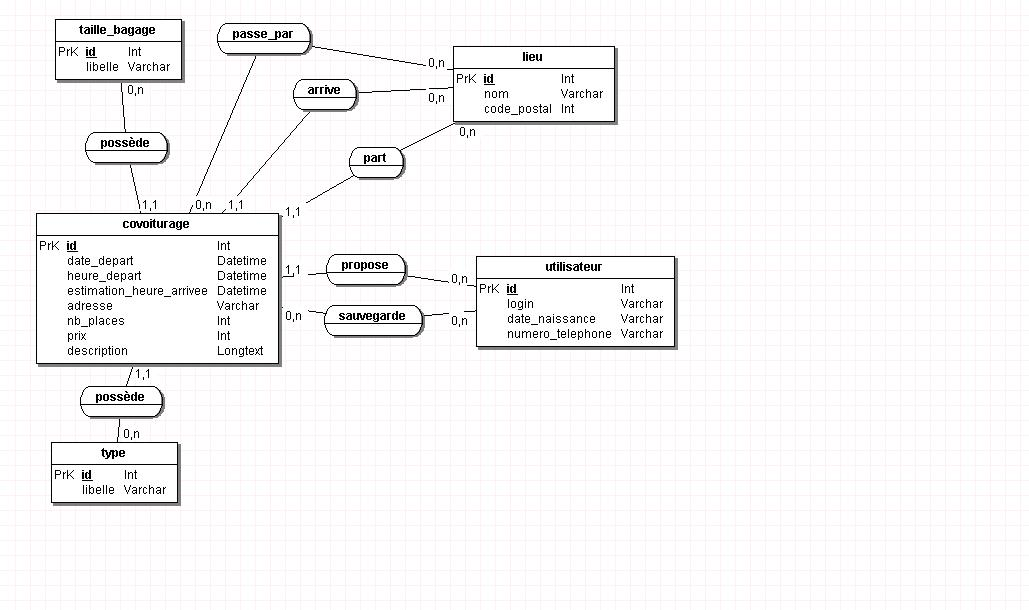 taille_bagage
PrK id Int
libelle Varchar
0,n
possède
1,1
passe_par
0,n
0,n
arrive
0,n
1,1
lieu
PrK id Int
nom Varchar
code_postal Int
0,n
part
1,1
covoiturage
PrK id Int
date_depart Datetime
heure_depart Datetime
estimation_heure_arrivee Datetime
adresse Varchar
nb_places Int
prix Int
description Longtext
1,1
propose
0,n
0,n
sauvegarde
0,n
utilisateur
PrK id Int
login Varchar
date_naissance Varchar
numero_telephone Varchar
1,1
possède
0,n
type
PrK id Int
libelle Varchar